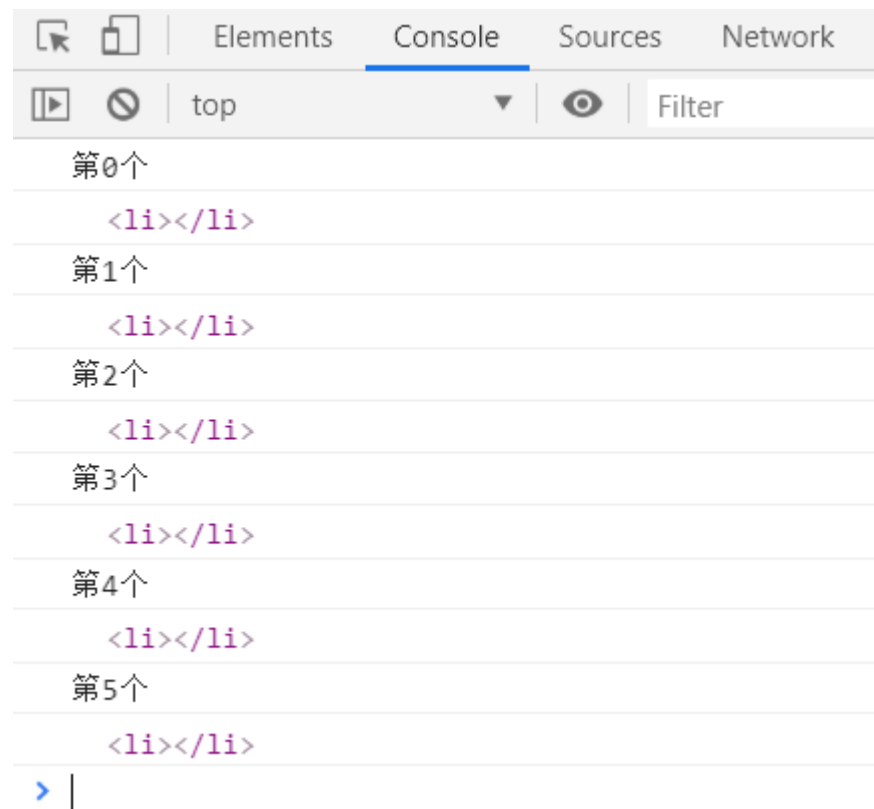 Elements Console Sources Network
top Filter
第0个
<li></li>
第1个
<li></li>
第2个
<li></li>
第3个
<li></li>
第4个
<li></li>
第5个
<li></li>